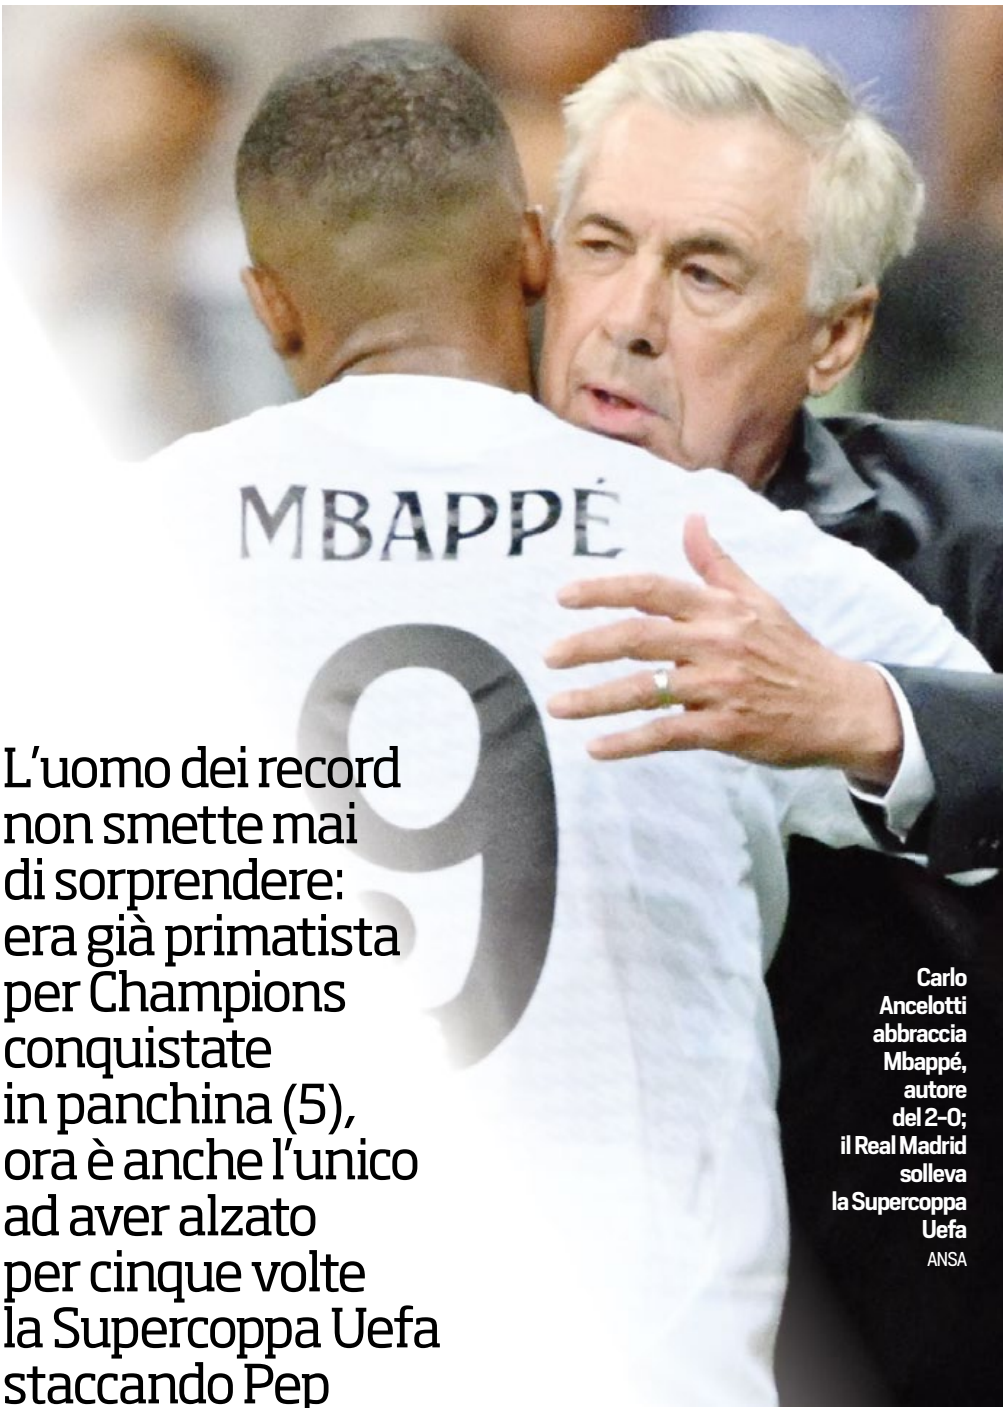 MBAPPÉ
9
L'uomo dei record
non smette mai
di sorprendere:
era già primatista
per Champions
conquistate
in panchina (5),
ora è anche l'unico
ad aver alzato
per cinque volte
la Supercoppa Uefa
staccando Pep
Carlo
Ancelotti
abbraccia
Mbappé,
autore
del 2-0;
il Real Madrid
solleva
la Supercoppa
Uefa
ANSA